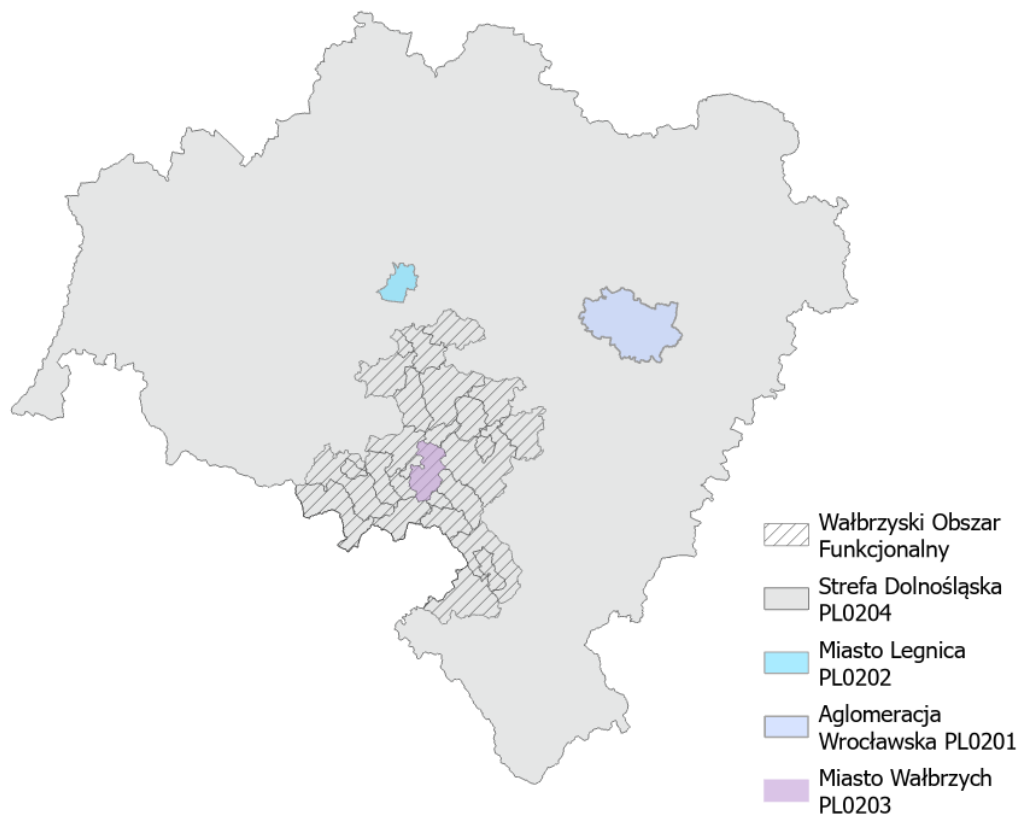 Wałbrzyski Obszar
Funkcjonalny
Strefa Dolnośląska
PL0204
Miasto Legnica
PL0202
Aglomeracja
Wrocławska PL0201
Miasto Wałbrzych
PL0203